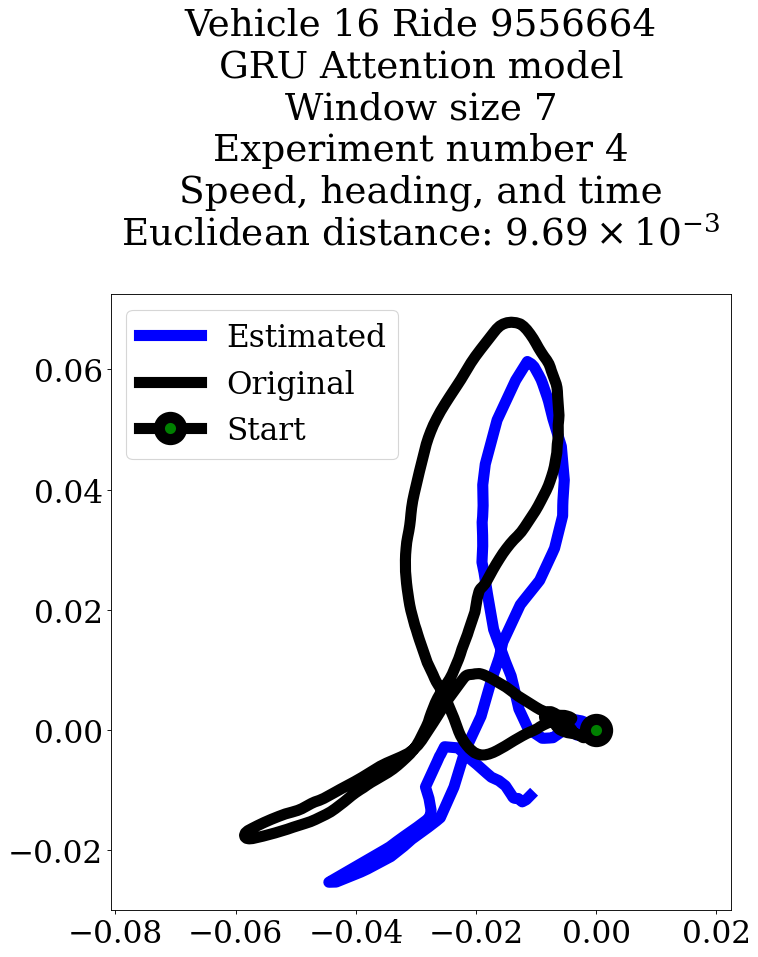 Vehicle 16 Ride 9556664
GRU Attention model
Window size 7
Experiment number 4
Speed, heading, and time
Euclidean distance: 9.69 × 10⁻³
Estimated
Original
Start
0.06
0.04
0.02
0.00
−0.02
−0.08 −0.06 −0.04 −0.02 0.00 0.02